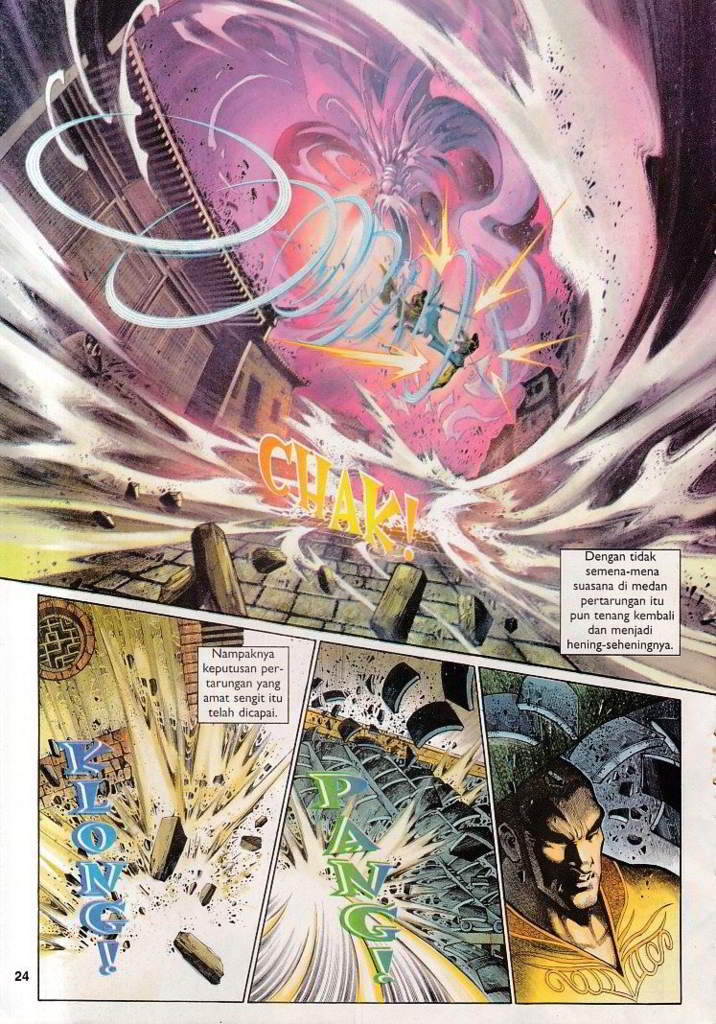 CHAK!
Dengan tidak
semena-mena
suasana di medan
pertarungan itu
pun tenang kembali
dan menjadi
hening-seheningnya.
Nampaknya
keputusan per-
tarungan yang
amat sengit itu
telah dicapai.
KLONG!
PANG!
24